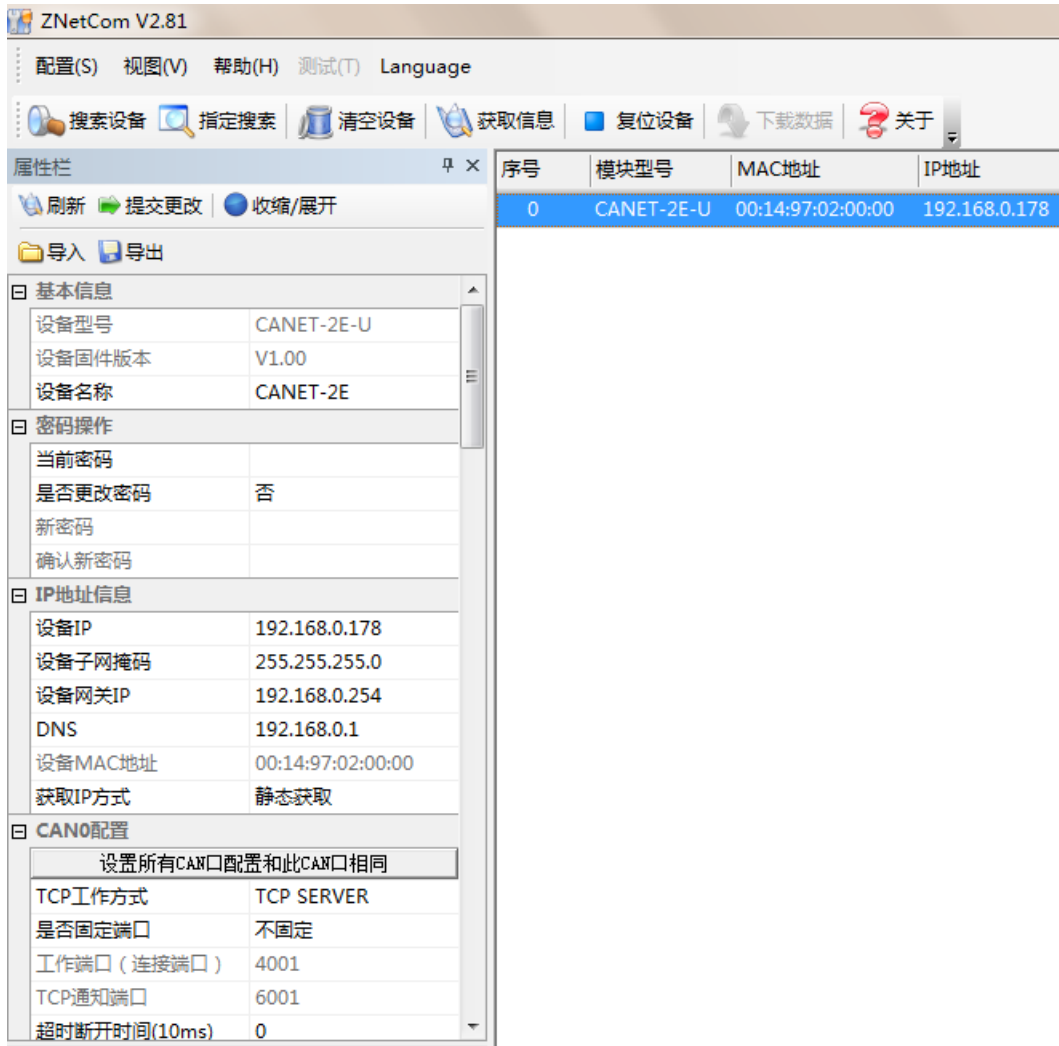 ZNetCom V2.81
配置(S) 视图(V) 帮助(H) 测试(T) Language
搜索设备 指定搜索 清空设备 获取信息 复位设备 下载数据 关于
属性栏
刷新 提交更改 收缩/展开
导入 导出
基本信息
设备型号 CANET-2E-U
设备固件版本 V1.00
设备名称 CANET-2E
密码操作
当前密码
是否更改密码 否
新密码
确认新密码
IP地址信息
设备IP 192.168.0.178
设备子网掩码 255.255.255.0
设备网关IP 192.168.0.254
DNS 192.168.0.1
设备MAC地址 00:14:97:02:00:00
获取IP方式 静态获取
CAN0配置
设置所有CAN口配置和此CAN口相同
TCP工作方式 TCP SERVER
是否固定端口 不固定
工作端口（连接端口） 4001
TCP通知端口 6001
超时断开时间(10ms) 0
序号 模块型号 MAC地址 IP地址
0 CANET-2E-U 00:14:97:02:00:00 192.168.0.178